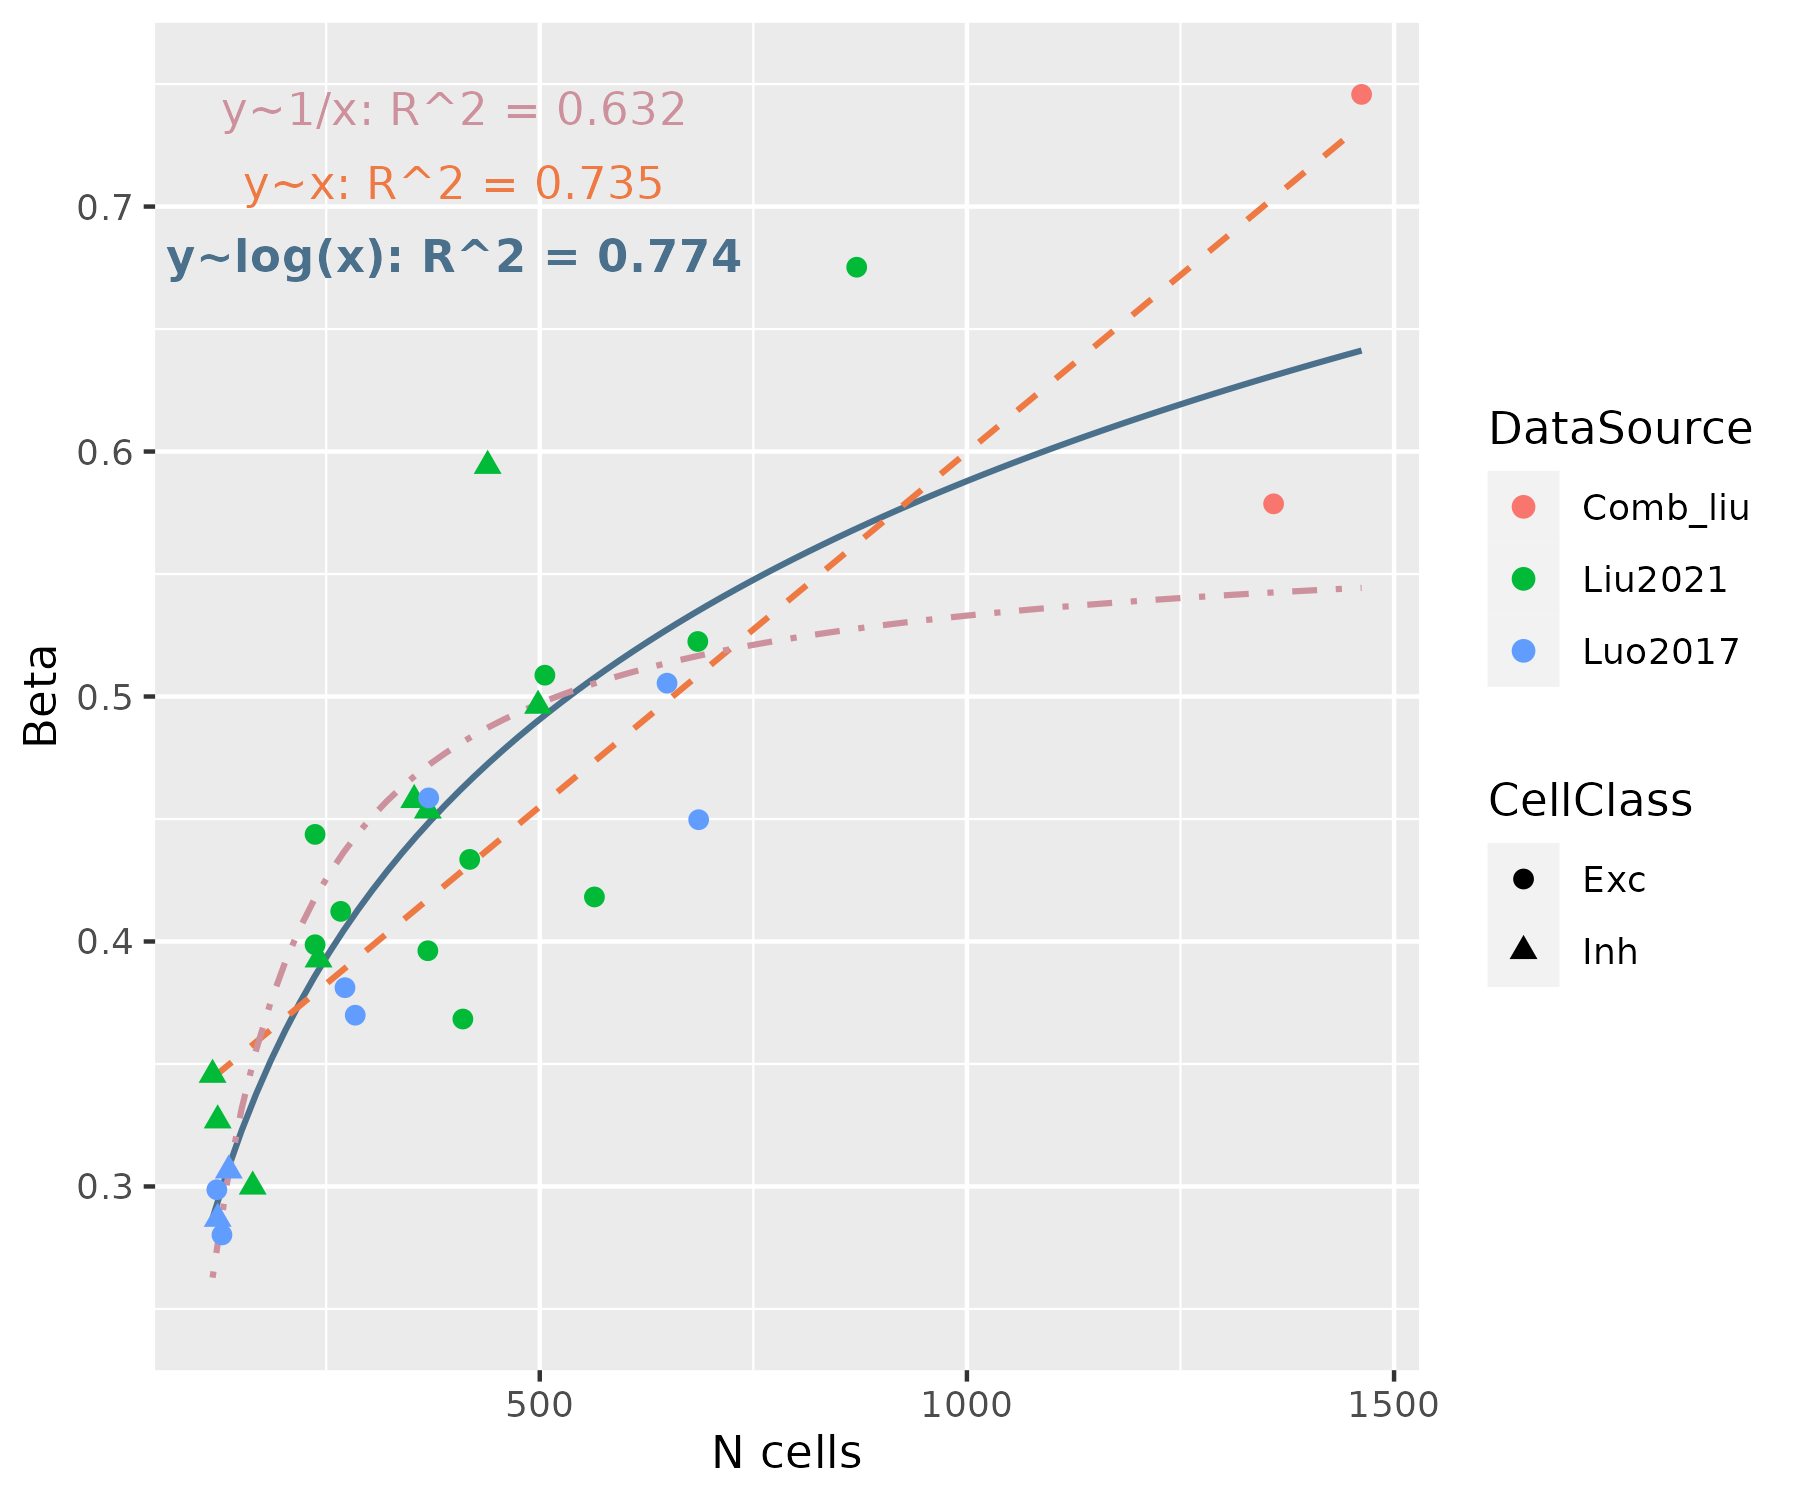 y~1/x: R^2 = 0.632
y~x: R^2 = 0.735
y~log(x): R^2 = 0.774
0.7
0.6
0.5
0.4
0.3
Beta
500 1000 1500
N cells
DataSource
Comb_liu
Liu2021
Luo2017
CellClass
Exc
Inh